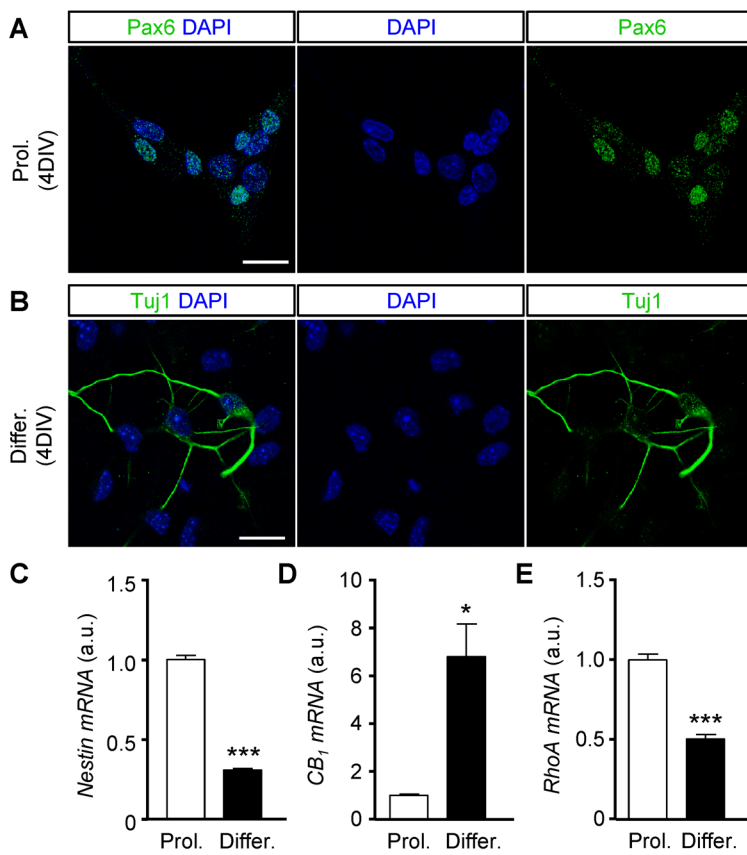 A
Pax6 DAPI
DAPI
Pax6
Prol.
(4DIV)
B
Tuj1 DAPI
DAPI
Tuj1
Differ.
(4DIV)
C
Nestin mRNA (a.u.)
1.5
1.0
0.5
0
***
Prol. Differ.
D
CB₁ mRNA (a.u.)
10
8
6
4
2
0
*
Prol. Differ.
E
RhoA mRNA (a.u.)
1.5
1.0
0.5
0
***
Prol. Differ.